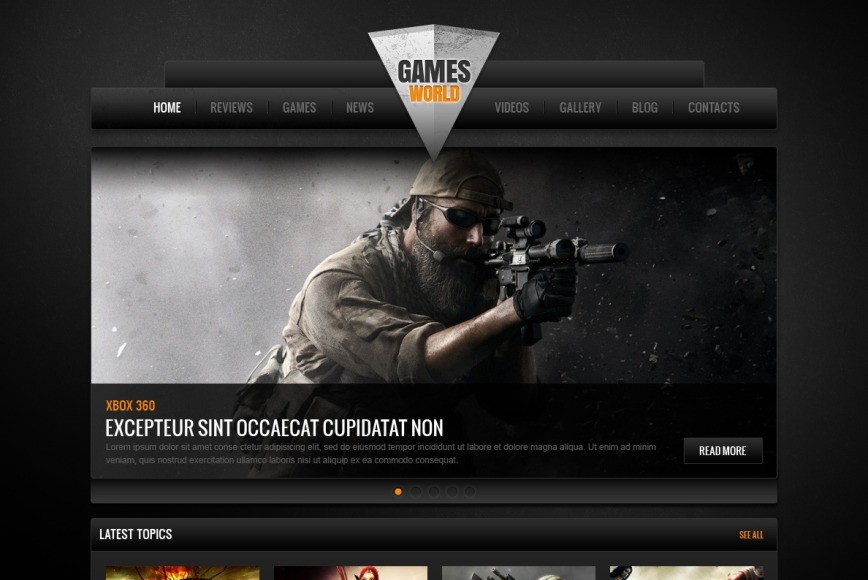 GAMES
WORLD
HOME REVIEWS GAMES NEWS VIDEOS GALLERY BLOG CONTACTS
XBOX 360
EXCEPTEUR SINT OCCAECAT CUPIDATAT NON
Lorem ipsum dolor sit amet conse ctetur adipisicing elit, sed do eiusmod tempor incididunt ut labore et dolore magna aliqua. Ut enim ad minim
veniam, quis nostrud exercitation ullamco laboris nisi ut aliquip ex ea commodo consequat.
READ MORE
LATEST TOPICS
SEE ALL